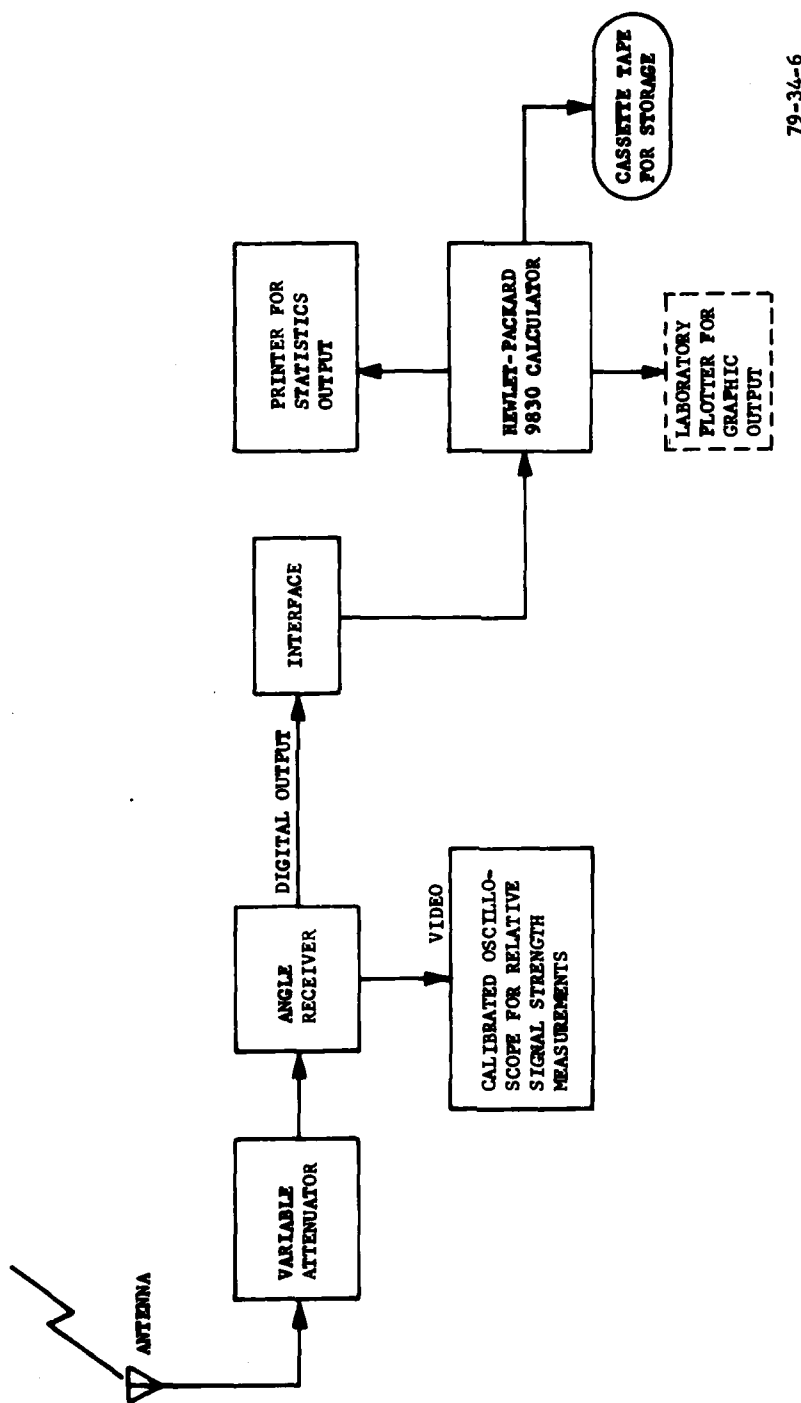 ANTENNA
VARIABLE
ATTENUATOR
ANGLE
RECEIVER
DIGITAL OUTPUT
VIDEO
CALIBRATED OSCILLO-
SCOPE FOR RELATIVE
SIGNAL STRENGTH
MEASUREMENTS
INTERFACE
PRINTER FOR
STATISTICS
OUTPUT
HEWLET-PACKARD
9830 CALCULATOR
LABORATORY
PLOTTER FOR
GRAPHIC
OUTPUT
CASSETTE TAPE
FOR STORAGE
79-34-6